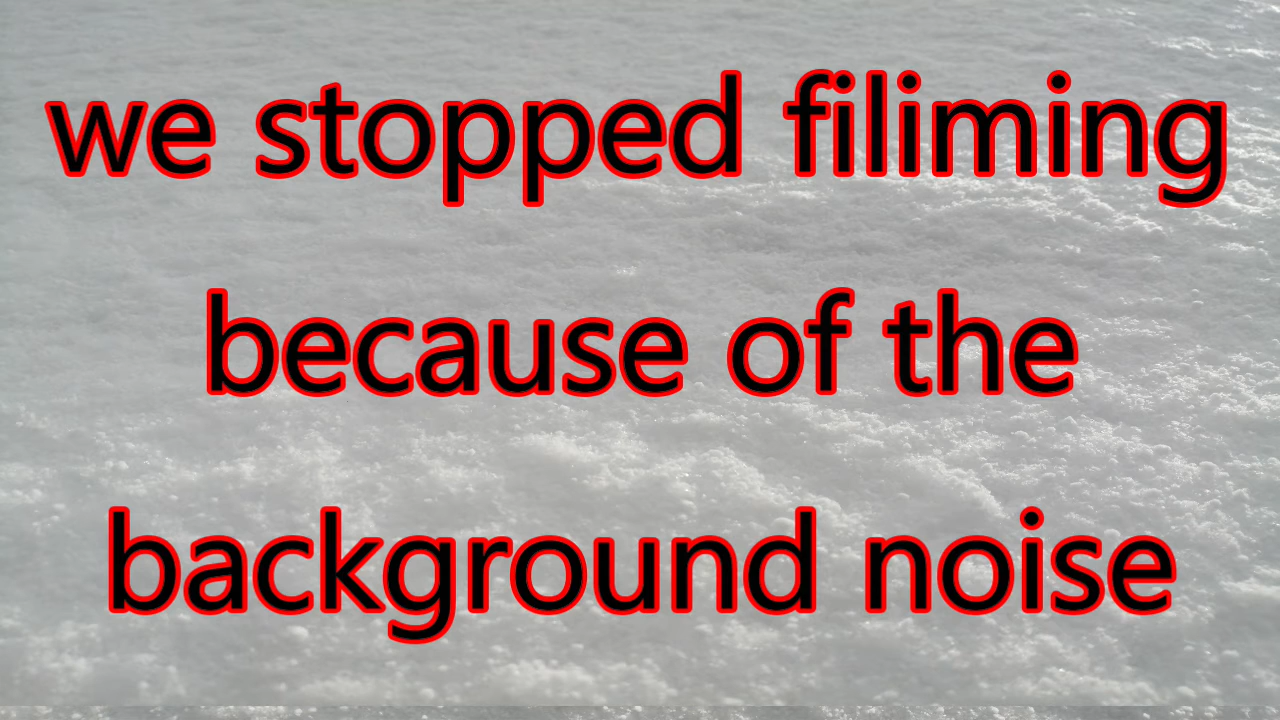 we stopped filiming
because of the
background noise